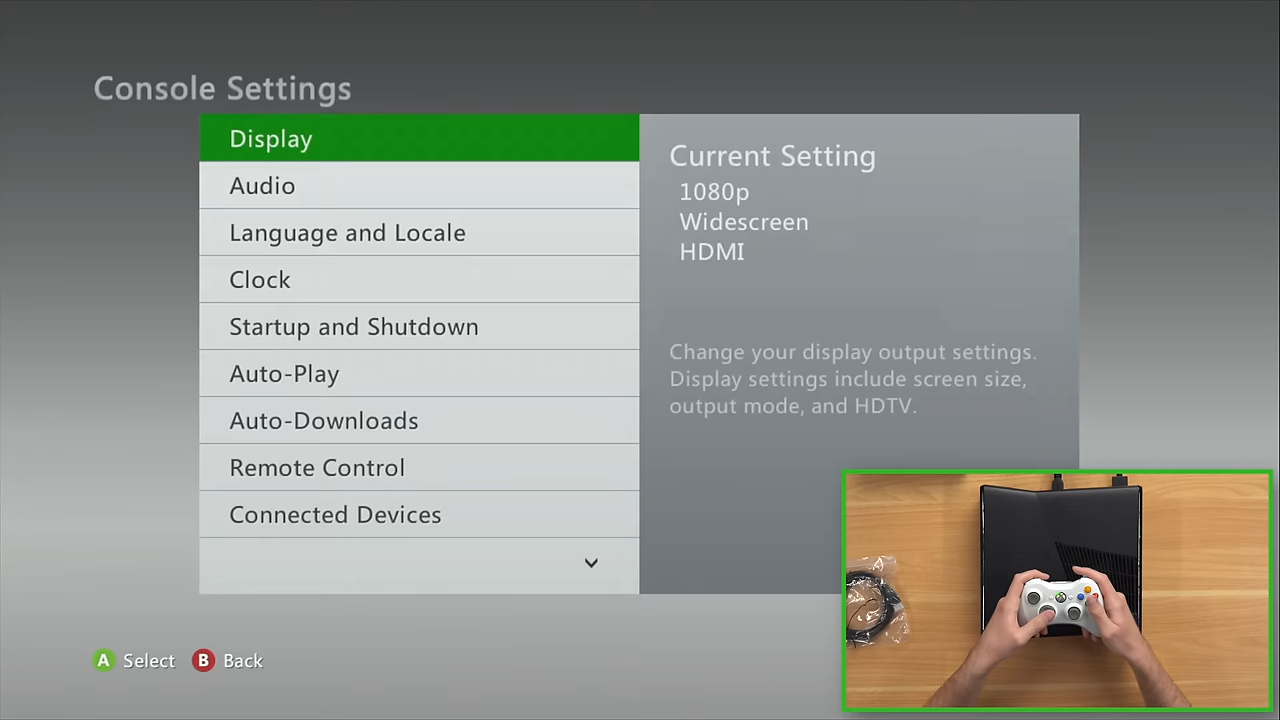 Console Settings
Display
Audio
Language and Locale
Clock
Startup and Shutdown
Auto-Play
Auto-Downloads
Remote Control
Connected Devices
Current Setting
1080p
Widescreen
HDMI
Change your display output settings.
Display settings include screen size,
output mode, and HDTV.
A Select B Back